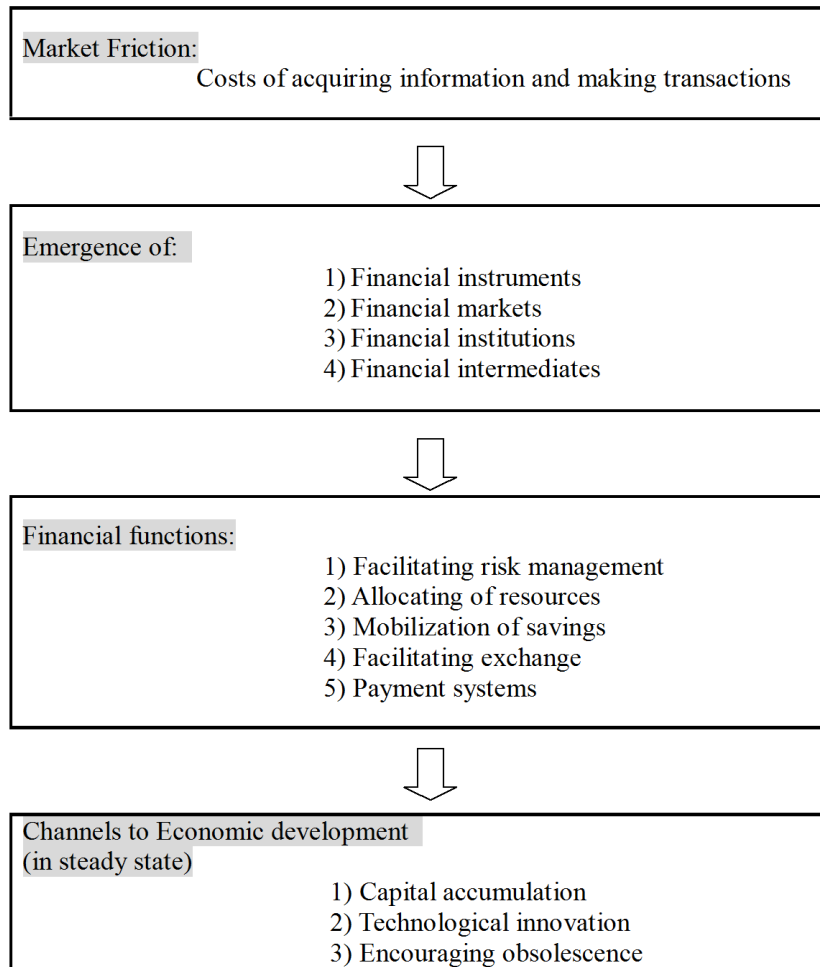 Market Friction:
Costs of acquiring information and making transactions
Emergence of:
1) Financial instruments
2) Financial markets
3) Financial institutions
4) Financial intermediates
Financial functions:
1) Facilitating risk management
2) Allocating of resources
3) Mobilization of savings
4) Facilitating exchange
5) Payment systems
Channels to Economic development
(in steady state)
1) Capital accumulation
2) Technological innovation
3) Encouraging obsolescence